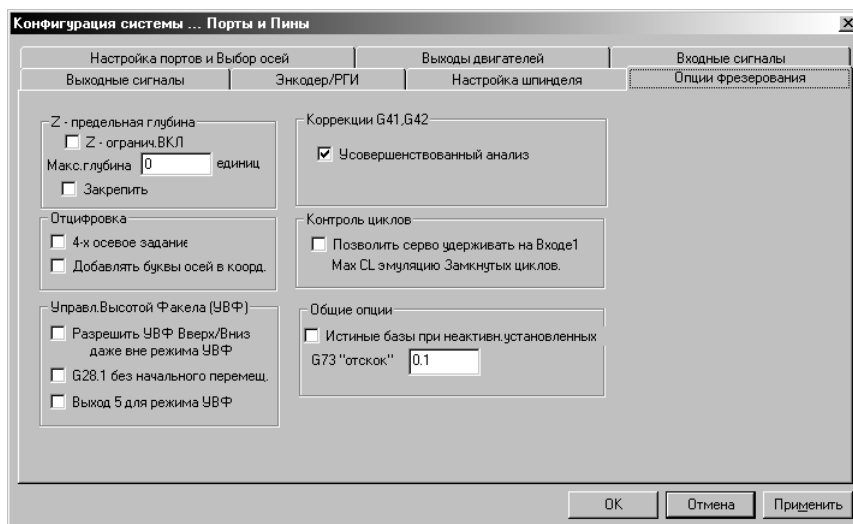 Конфигурация системы ... Порты и Пины
Настройка портов и Выбор осей
Выходы двигателей
Входные сигналы
Выходные сигналы
Энкодер/РГИ
Настройка шпинделя
Опции фрезерования
Z - предельная глубина
Z - огранич.ВКЛ
Макс.глубина 0 единиц
Закрепить
Отцифровка
4-х осевое задание
Добавлять буквы осей в коорд.
Управл.Высотой Факела (УВФ)
Разрешить УВФ Вверх/Вниз
даже вне режима УВФ
G28.1 без начального перемещ.
Выход 5 для режима УВФ
Коррекции G41,G42
Усовершенствованный анализ
Контроль циклов
Позволить серво удерживать на Входе1
Max CL эмуляцию Замкнутых циклов.
Общие опции
Истиные базы при неактивн.установленных
G73 "отскок" 0.1
OK
Отмена
Применить